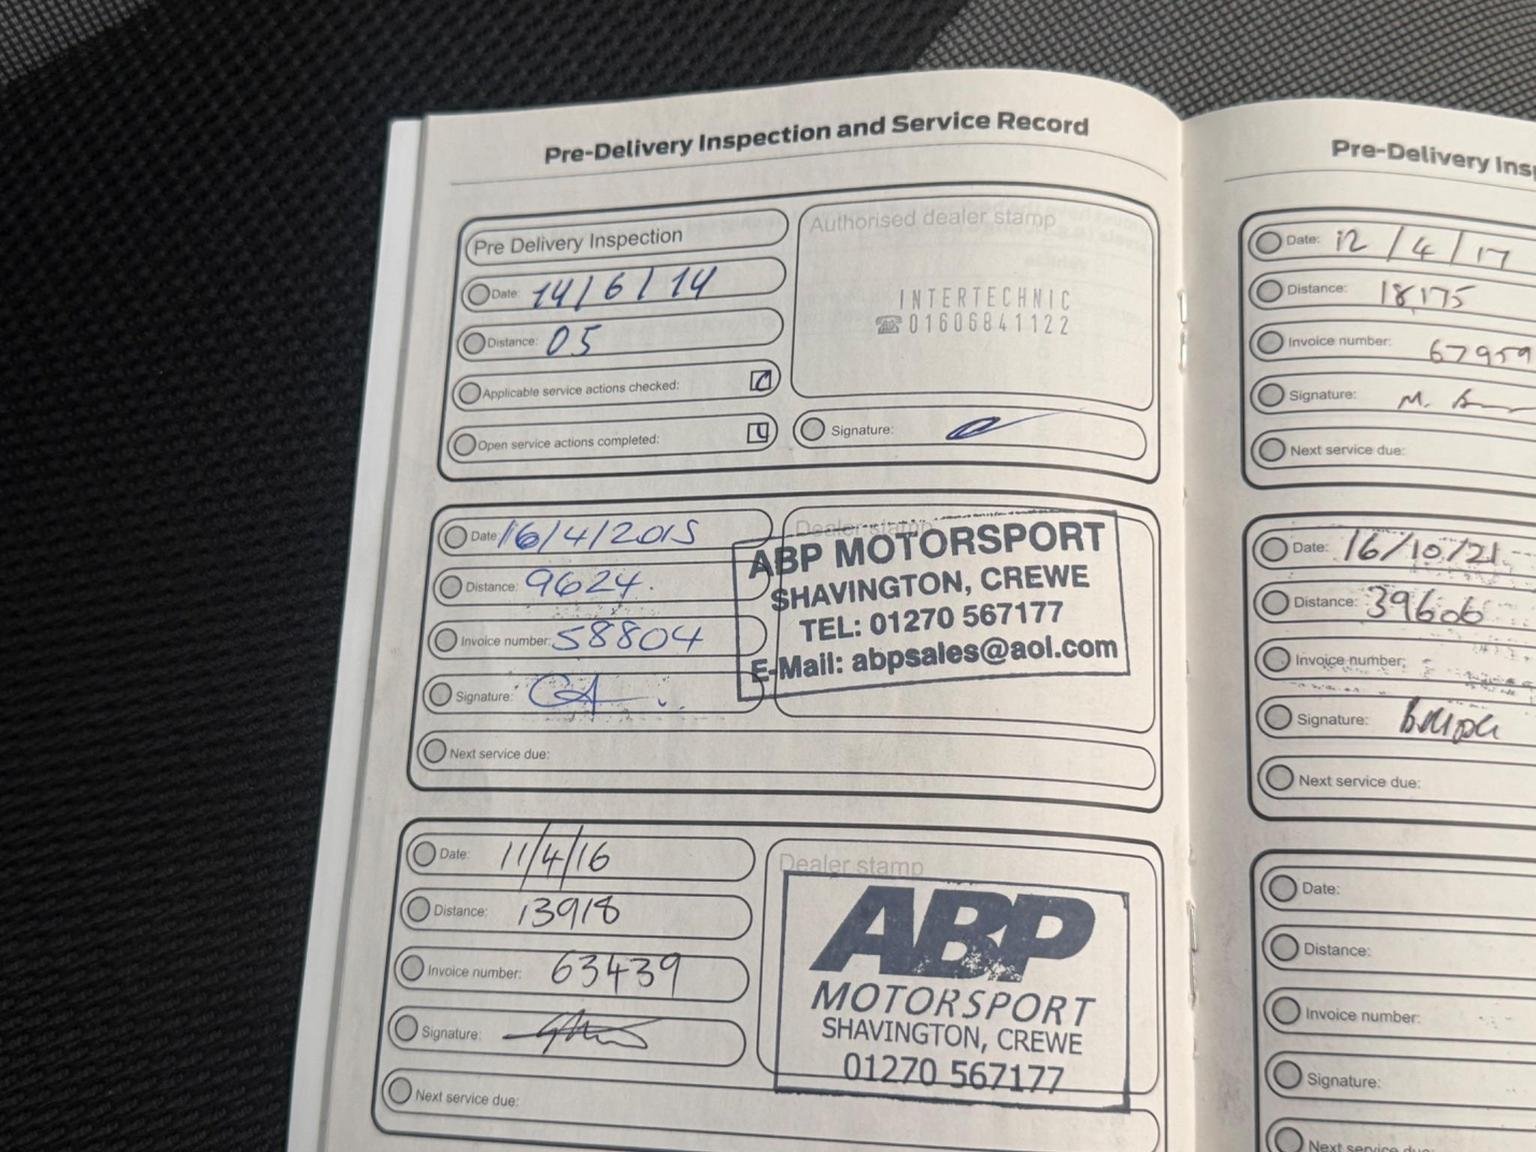 Pre-Delivery Inspection and Service Record
Pre Delivery Inspection
Date: 14/6/14
Distance: 05
Applicable service actions checked:
Open service actions completed:
Authorised dealer stamp
INTERTECHNIC
☎01606841122
Signature:
Date: 16/4/2015
Distance: 9624.
Invoice number: 58804
Signature:
Next service due:
Dealer stamp
ABP MOTORSPORT
SHAVINGTON, CREWE
TEL: 01270 567177
E-Mail: abpsales@aol.com
Date: 11/4/16
Distance: 13918
Invoice number: 63439
Signature:
Next service due:
Dealer stamp
ABP
MOTORSPORT
SHAVINGTON, CREWE
01270 567177
Pre-Delivery Insp
Date: 12/4/17
Distance: 18175
Invoice number: 67959
Signature:
Next service due:
Date: 16/10/21
Distance: 39606
Invoice number:
Signature:
Next service due:
Date:
Distance:
Invoice number:
Signature:
Next service due: